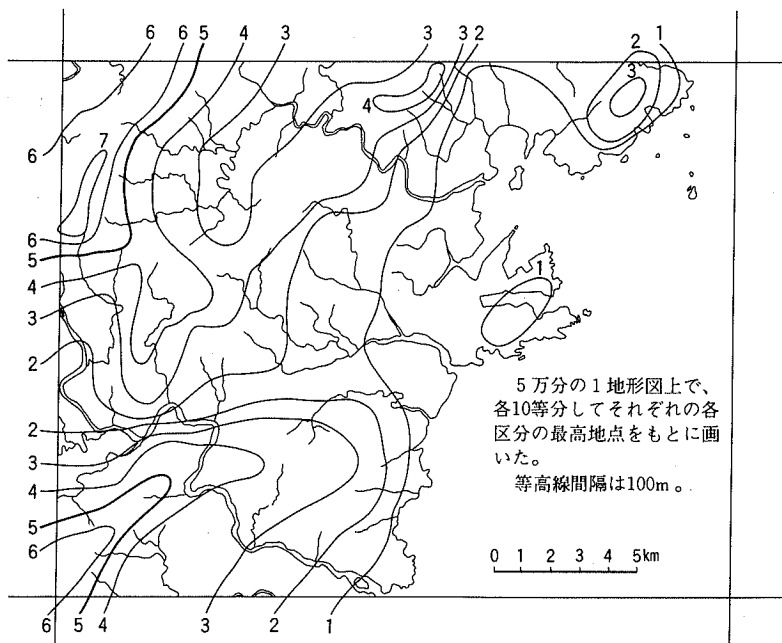 6 6 5 4 3 3 3 2 2 1
3
4
7
6
6
5
4
1
3
2
5万分の1地形図上で、
各10等分してそれぞれの各
区分の最高地点をもとに画
いた。
等高線間隔は100m。
2
3
4
5
6
0 1 2 3 4 5km
6 5 4 3 2 1